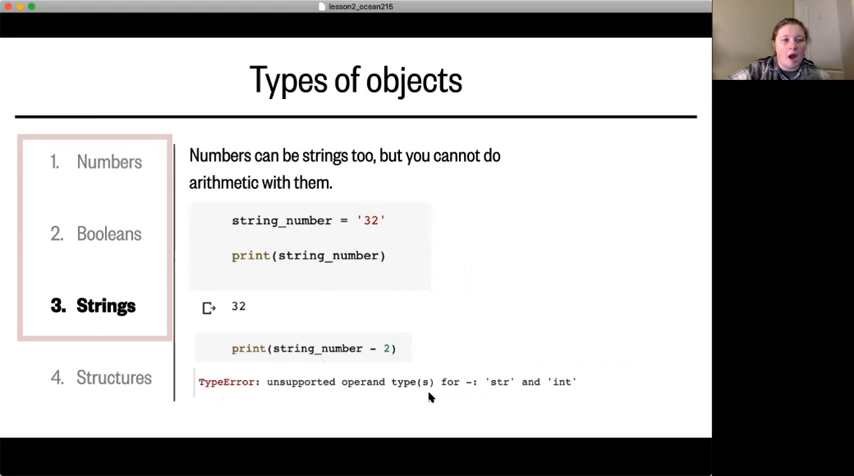 lesson2_ocean215
Types of objects
1. Numbers
2. Booleans
3. Strings
4. Structures
Numbers can be strings too, but you cannot do
arithmetic with them.
string_number = '32'
print(string_number)
32
print(string_number - 2)
TypeError: unsupported operand type(s) for -: 'str' and 'int'